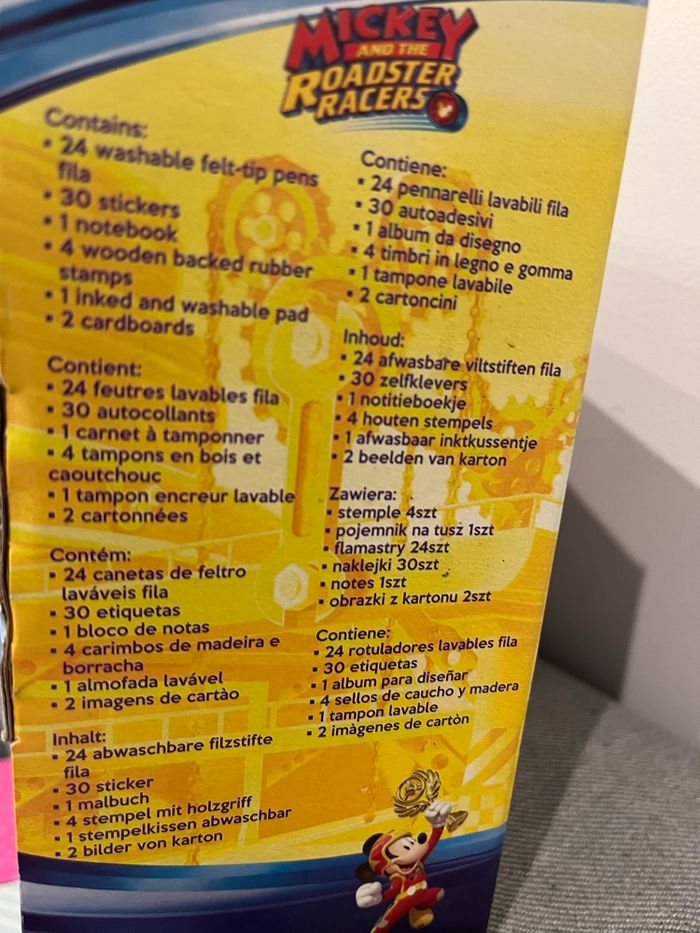 MICKEY
AND THE
ROADSTER
RACERS
Contains:
▪ 24 washable felt-tip pens
fila
▪ 30 stickers
▪ 1 notebook
▪ 4 wooden backed rubber
stamps
▪ 1 inked and washable pad
▪ 2 cardboards
Contient:
▪ 24 feutres lavables fila
▪ 30 autocollants
▪ 1 carnet à tamponner
▪ 4 tampons en bois et
caoutchouc
▪ 1 tampon encreur lavable
▪ 2 cartonnées
Contém:
▪ 24 canetas de feltro
laváveis fila
▪ 30 etiquetas
▪ 1 bloco de notas
▪ 4 carimbos de madeira e
borracha
▪ 1 almofada lavável
▪ 2 imagens de cartào
Inhalt:
▪ 24 abwaschbare filzstifte
fila
▪ 30 sticker
▪ 1 malbuch
▪ 4 stempel mit holzgriff
▪ 1 stempelkissen abwaschbar
▪ 2 bilder von karton
Contiene:
▪ 24 pennarelli lavabili fila
▪ 30 autoadesivi
▪ 1 album da disegno
▪ 4 timbri in legno e gomma
▪ 1 tampone lavabile
▪ 2 cartoncini
Inhoud:
▪ 24 afwasbare viltstiften fila
▪ 30 zelfklevers
▪ 1 notitieboekje
▪ 4 houten stempels
▪ 1 afwasbaar inktkussentje
▪ 2 beelden van karton
Zawiera:
▪ stemple 4szt
▪ pojemnik na tusz 1szt
▪ flamastry 24szt
▪ naklejki 30szt
▪ notes 1szt
▪ obrazki z kartonu 2szt
Contiene:
▪ 24 rotuladores lavables fila
▪ 30 etiquetas
▪ 1 album para diseñar
▪ 4 sellos de caucho y madera
▪ 1 tampon lavable
▪ 2 imàgenes de cartòn